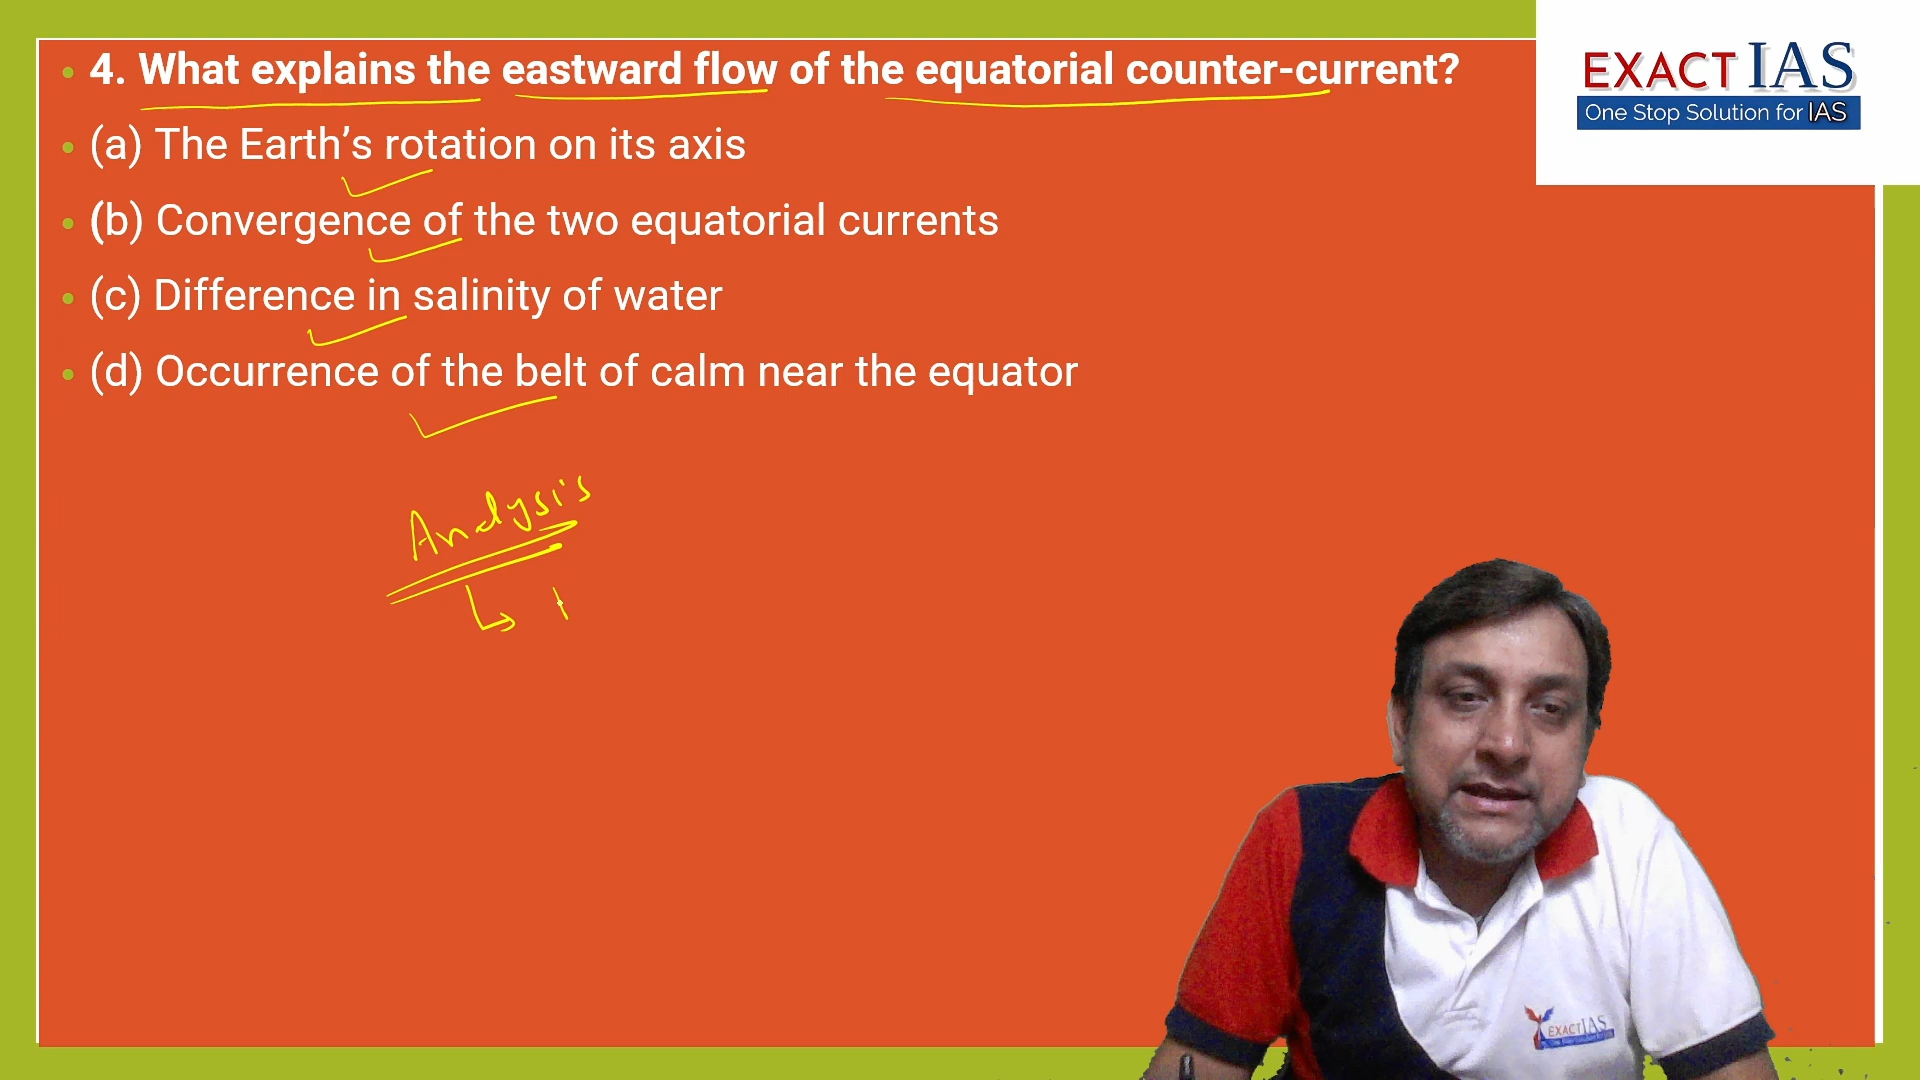 • 4. What explains the eastward flow of the equatorial counter-current?
• (a) The Earth’s rotation on its axis
• (b) Convergence of the two equatorial currents
• (c) Difference in salinity of water
• (d) Occurrence of the belt of calm near the equator
Analysis
EXACT IAS
One Stop Solution for IAS
EXACT IAS